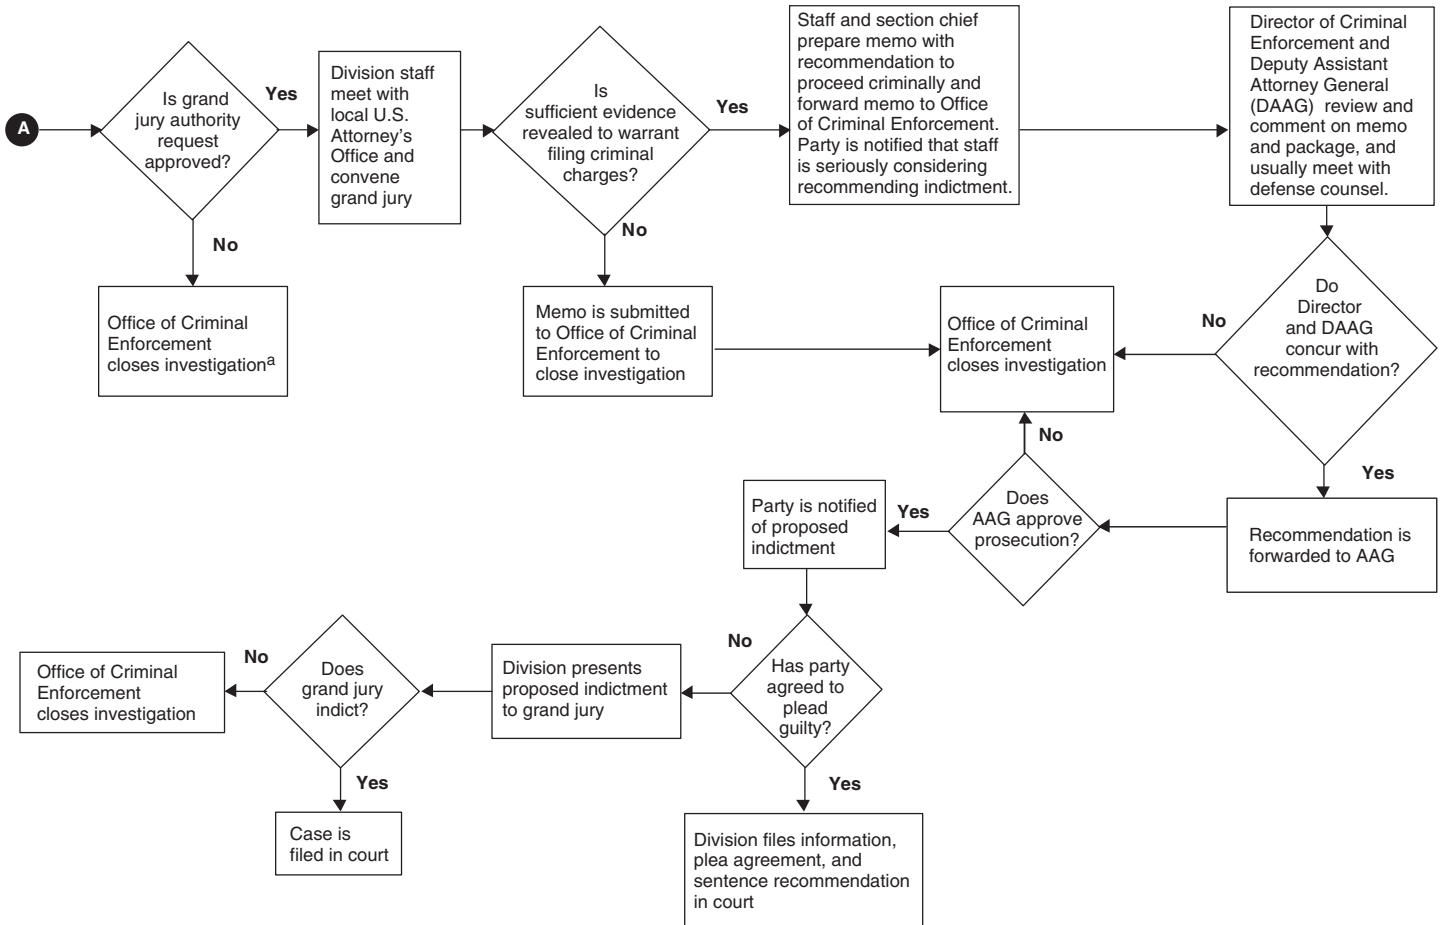 A
Is grand
jury authority
request
approved?
Yes
No
Office of Criminal
Enforcement
closes investigationa
Division staff
meet with
local U.S.
Attorney's
Office and
convene
grand jury
Is
sufficient evidence
revealed to warrant
filing criminal
charges?
Yes
No
Memo is submitted
to Office of Criminal
Enforcement to
close investigation
Staff and section chief
prepare memo with
recommendation to
proceed criminally and
forward memo to Office
of Criminal Enforcement.
Party is notified that staff
is seriously considering
recommending indictment.
Director of Criminal
Enforcement and
Deputy Assistant
Attorney General
(DAAG) review and
comment on memo
and package, and
usually meet with
defense counsel.
Do
Director
and DAAG
concur with
recommendation?
No
Office of Criminal
Enforcement
closes investigation
Yes
Recommendation is
forwarded to AAG
Does
AAG approve
prosecution?
No
Yes
Party is notified
of proposed
indictment
Has party
agreed to
plead
guilty?
No
Division presents
proposed indictment
to grand jury
Does
grand jury
indict?
No
Office of Criminal
Enforcement
closes investigation
Yes
Case is
filed in court
Yes
Division files information,
plea agreement, and
sentence recommendation
in court